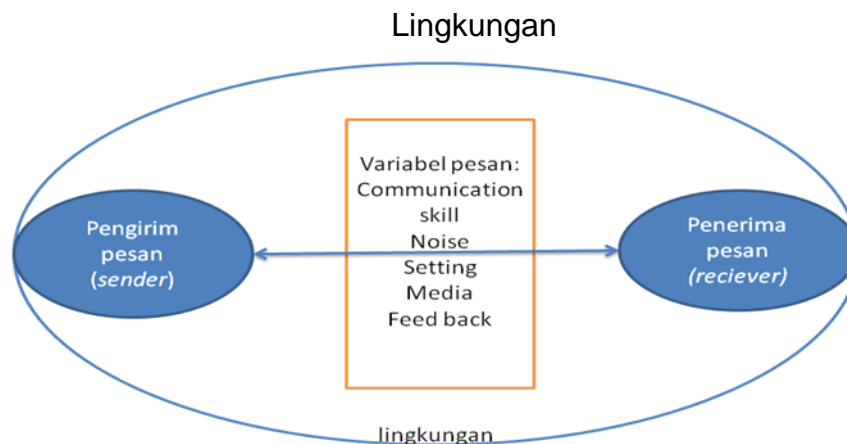 Lingkungan
Variabel pesan:
Communication
skill
Noise
Setting
Media
Feed back
Pengirim
pesan
(sender)
Penerima
pesan
(reciever)
lingkungan